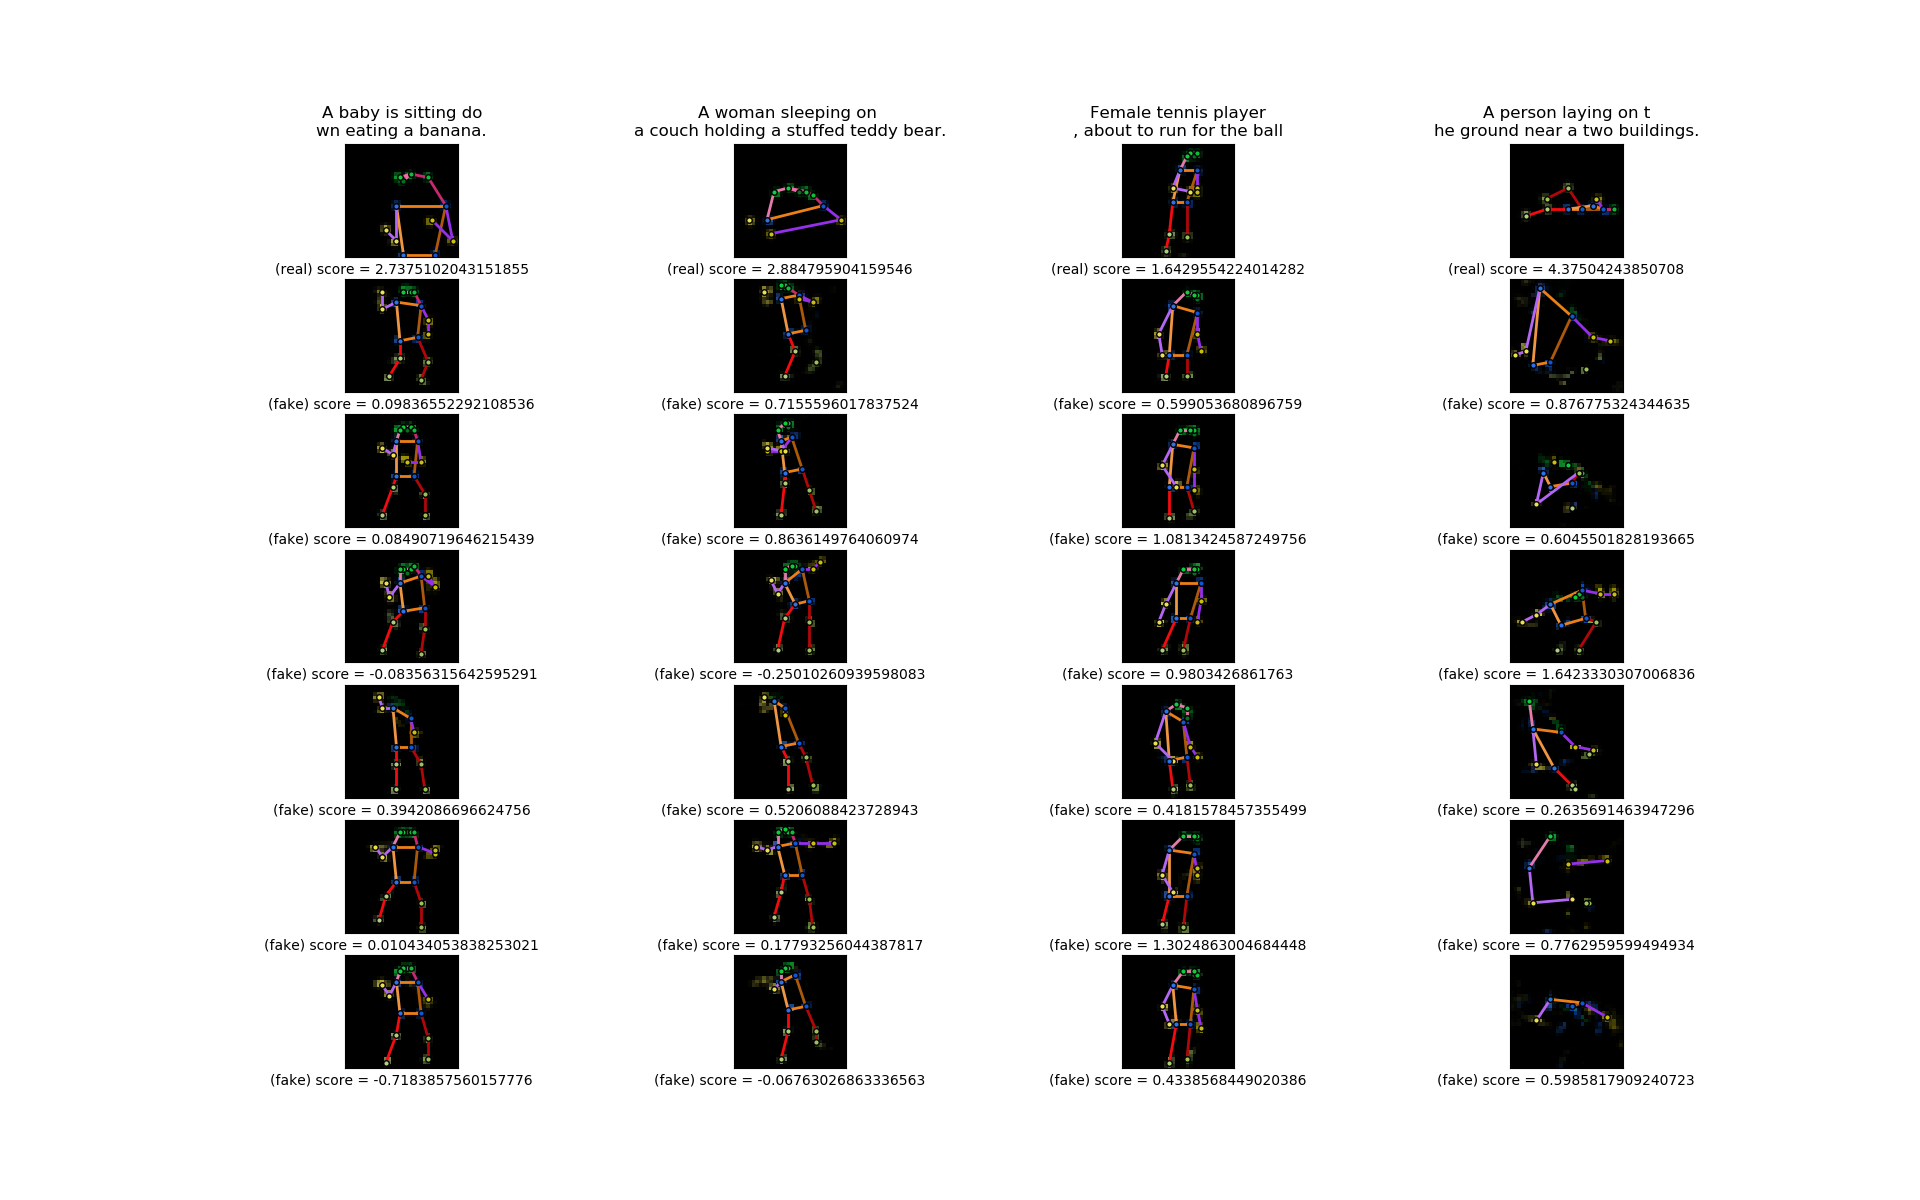 A baby is sitting do
wn eating a banana.
A woman sleeping on
a couch holding a stuffed teddy bear.
Female tennis player
, about to run for the ball
A person laying on t
he ground near a two buildings.
(real) score = 2.7375102043151855
(real) score = 2.884795904159546
(real) score = 1.6429554224014282
(real) score = 4.37504243850708
(fake) score = 0.09836552292108536
(fake) score = 0.7155596017837524
(fake) score = 0.599053680896759
(fake) score = 0.876775324344635
(fake) score = 0.08490719646215439
(fake) score = 0.8636149764060974
(fake) score = 1.0813424587249756
(fake) score = 0.6045501828193665
(fake) score = -0.08356315642595291
(fake) score = -0.25010260939598083
(fake) score = 0.9803426861763
(fake) score = 1.6423330307006836
(fake) score = 0.3942086696624756
(fake) score = 0.5206088423728943
(fake) score = 0.4181578457355499
(fake) score = 0.2635691463947296
(fake) score = 0.010434053838253021
(fake) score = 0.17793256044387817
(fake) score = 1.3024863004684448
(fake) score = 0.7762959599494934
(fake) score = -0.7183857560157776
(fake) score = -0.06763026863336563
(fake) score = 0.4338568449020386
(fake) score = 0.5985817909240723